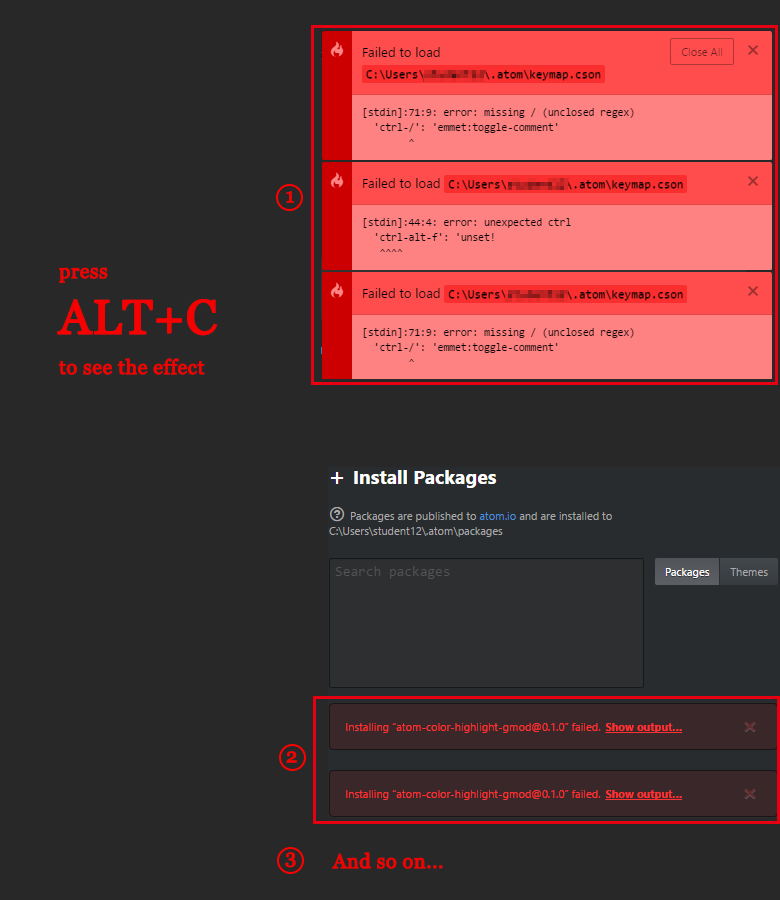 Failed to load
Close All
C:\Users\ \.atom\keymap.cson
[stdin]:71:9: error: missing / (unclosed regex)
'ctrl-/': 'emmet:toggle-comment'
^
①
Failed to load C:\Users\ \.atom\keymap.cson
[stdin]:44:4: error: unexpected ctrl
'ctrl-alt-f': 'unset!
^^^^
press
ALT+C
to see the effect
Failed to load C:\Users\ \.atom\keymap.cson
[stdin]:71:9: error: missing / (unclosed regex)
'ctrl-/': 'emmet:toggle-comment'
^
+ Install Packages
Packages are published to atom.io and are installed to
C:\Users\student12\.atom\packages
Search packages
Packages Themes
②
Installing “atom-color-highlight-gmod@0.1.0” failed. Show output...
Installing “atom-color-highlight-gmod@0.1.0” failed. Show output...
③ And so on...